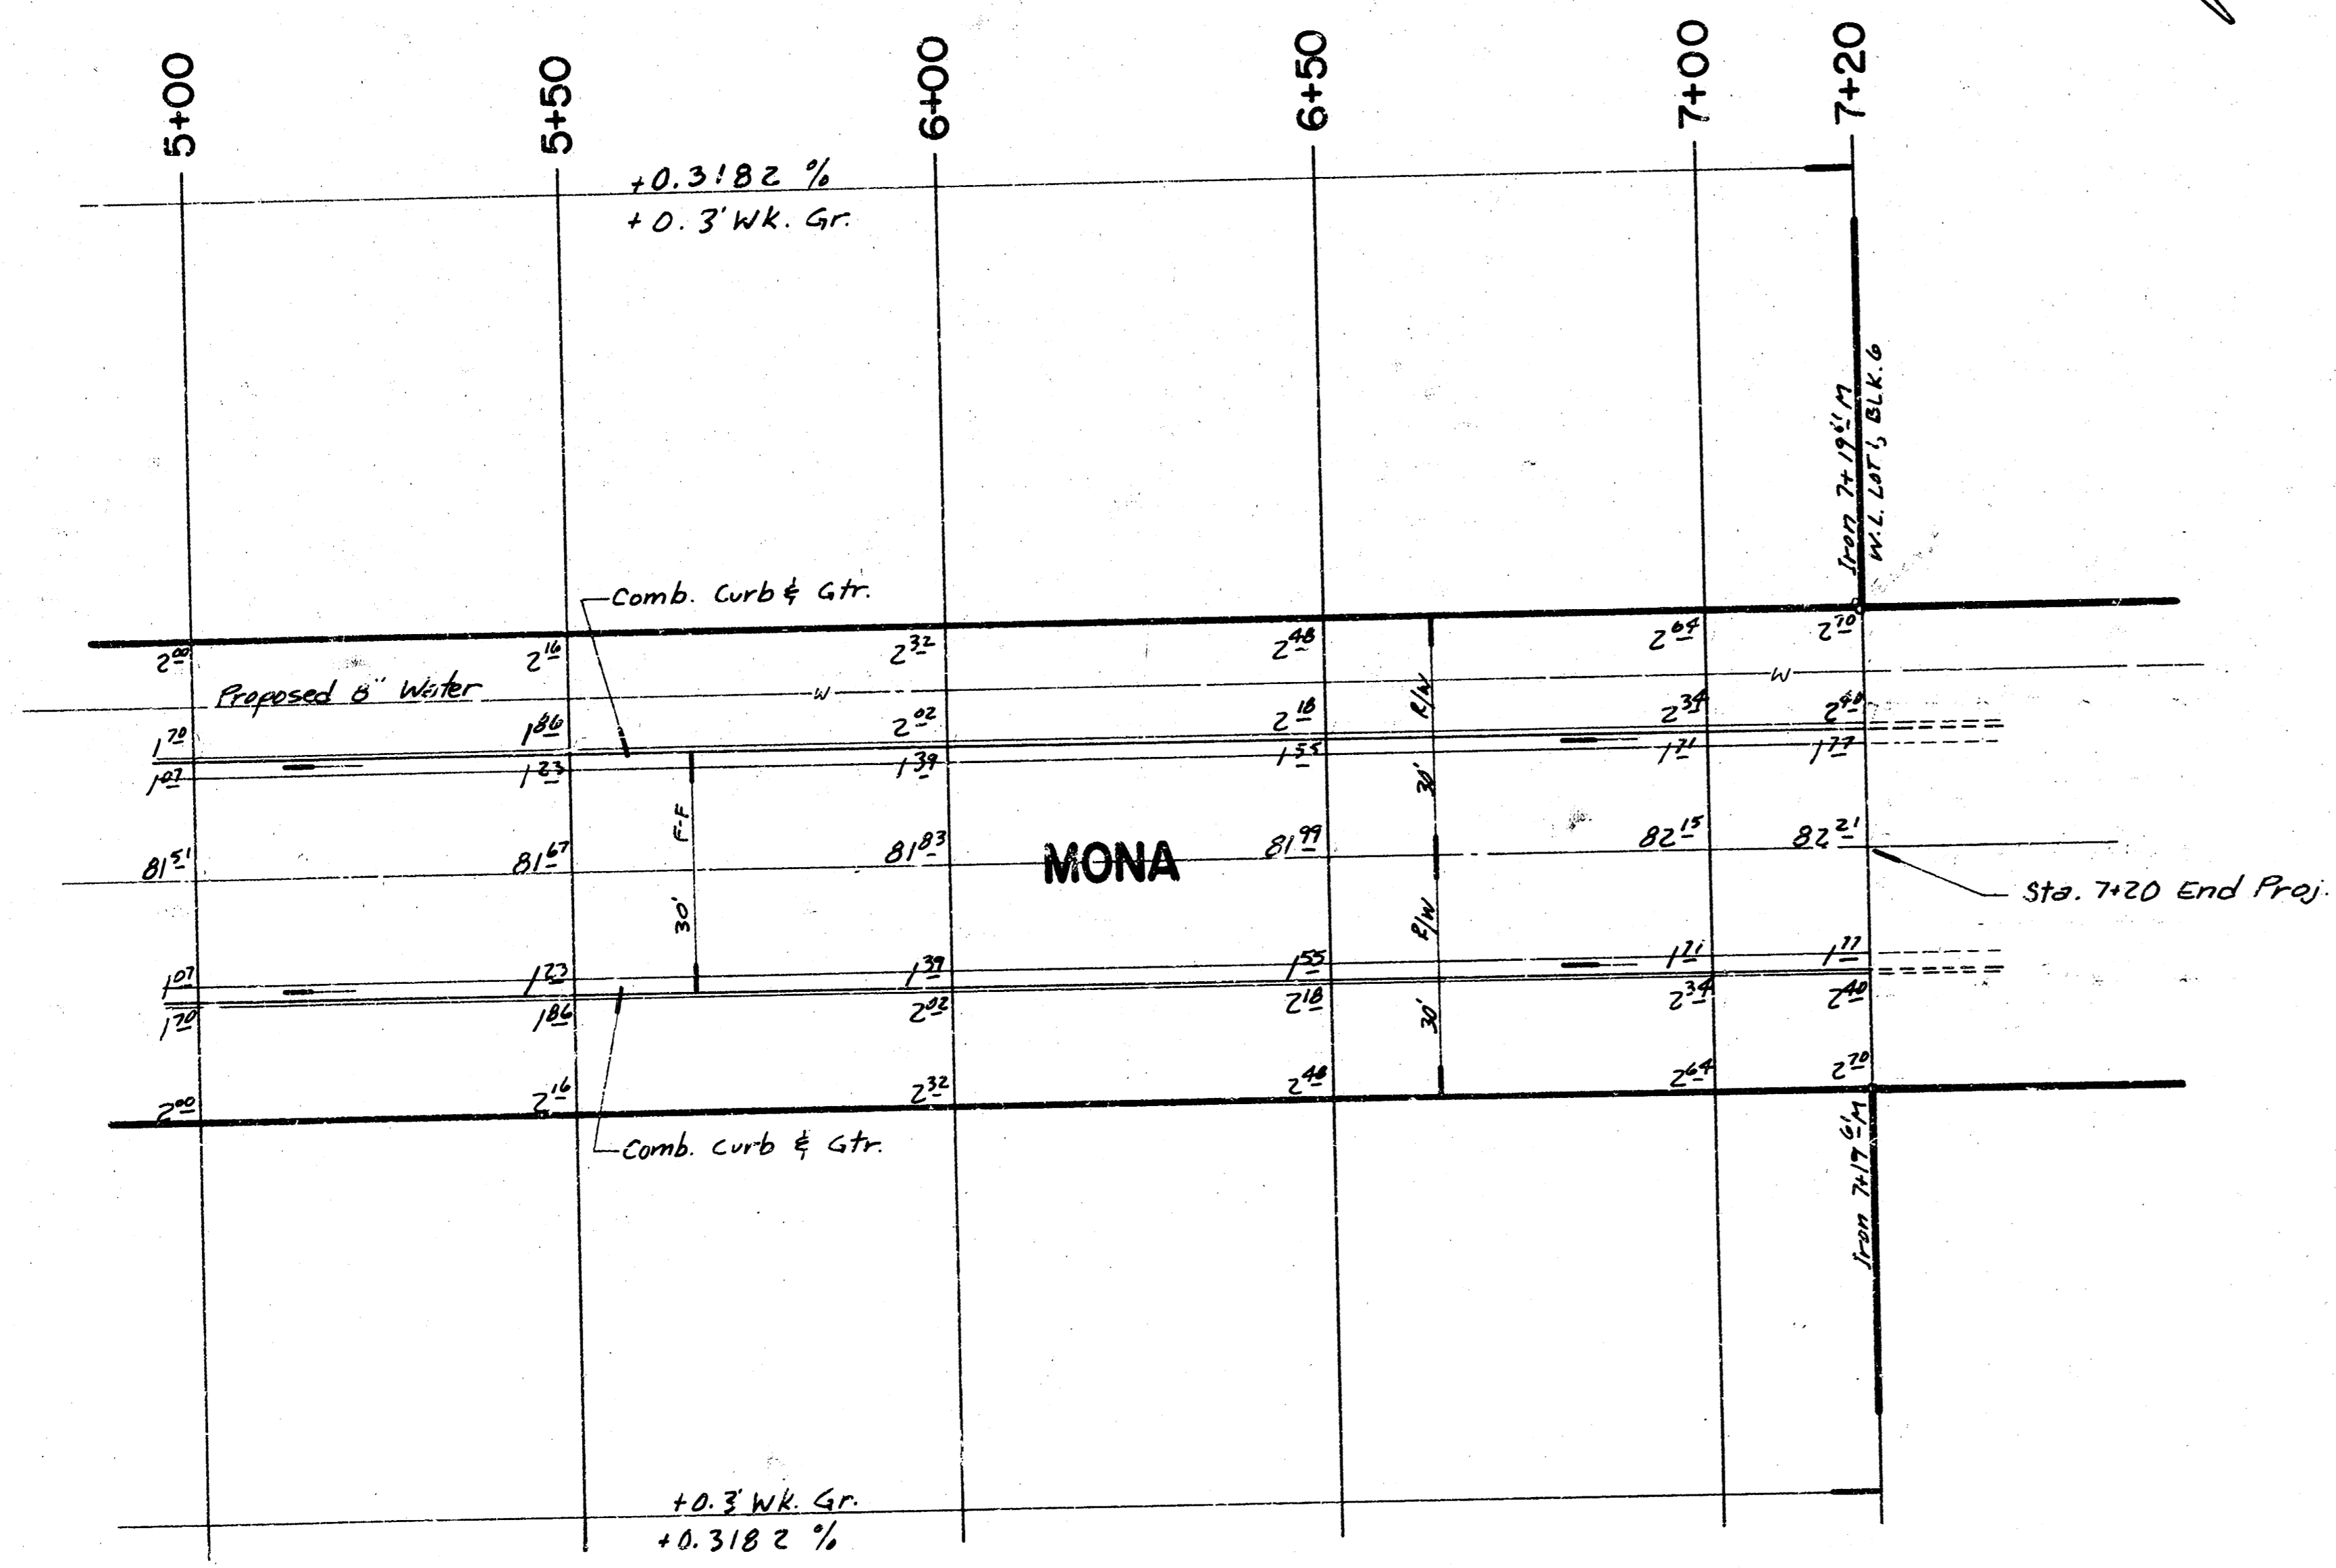 5+00 5+50 6+00 6+50 7+00 7+20
+0.3182 %
+ 0.3' WK. Gr.
Iron 7+19 61 M
W.L. LOT 1, BLK. 6
Comb. Curb & Gtr.
2 00 2 16 2 32 2 48 2 64 2 70
Proposed 8" Water W W
1 70 1 86 2 02 2 18 2 34 2 40
1 07 1 23 1 39 1 55 1 71 1 77
F-F
30'
R/W
30'
R/W
30'
81 51 81 67 81 83 MONA 81 99 82 15 82 21
Sta. 7+20 End Proj.
1 07 1 23 1 39 1 55 1 71 1 77
1 70 1 86 2 02 2 18 2 34 2 40
2 00 2 16 2 32 2 48 2 64 2 70
Comb. Curb & Gtr.
Iron 7+19 61 M
+0.3' WK. Gr.
+0.3182 %